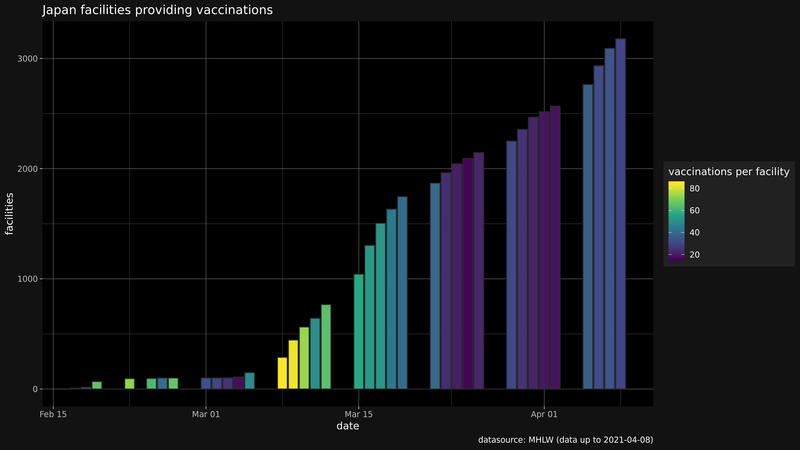 Japan facilities providing vaccinations
3000
2000
1000
0
facilities
Feb 15
Mar 01
Mar 15
Apr 01
date
vaccinations per facility
80
60
40
20
datasource: MHLW (data up to 2021-04-08)